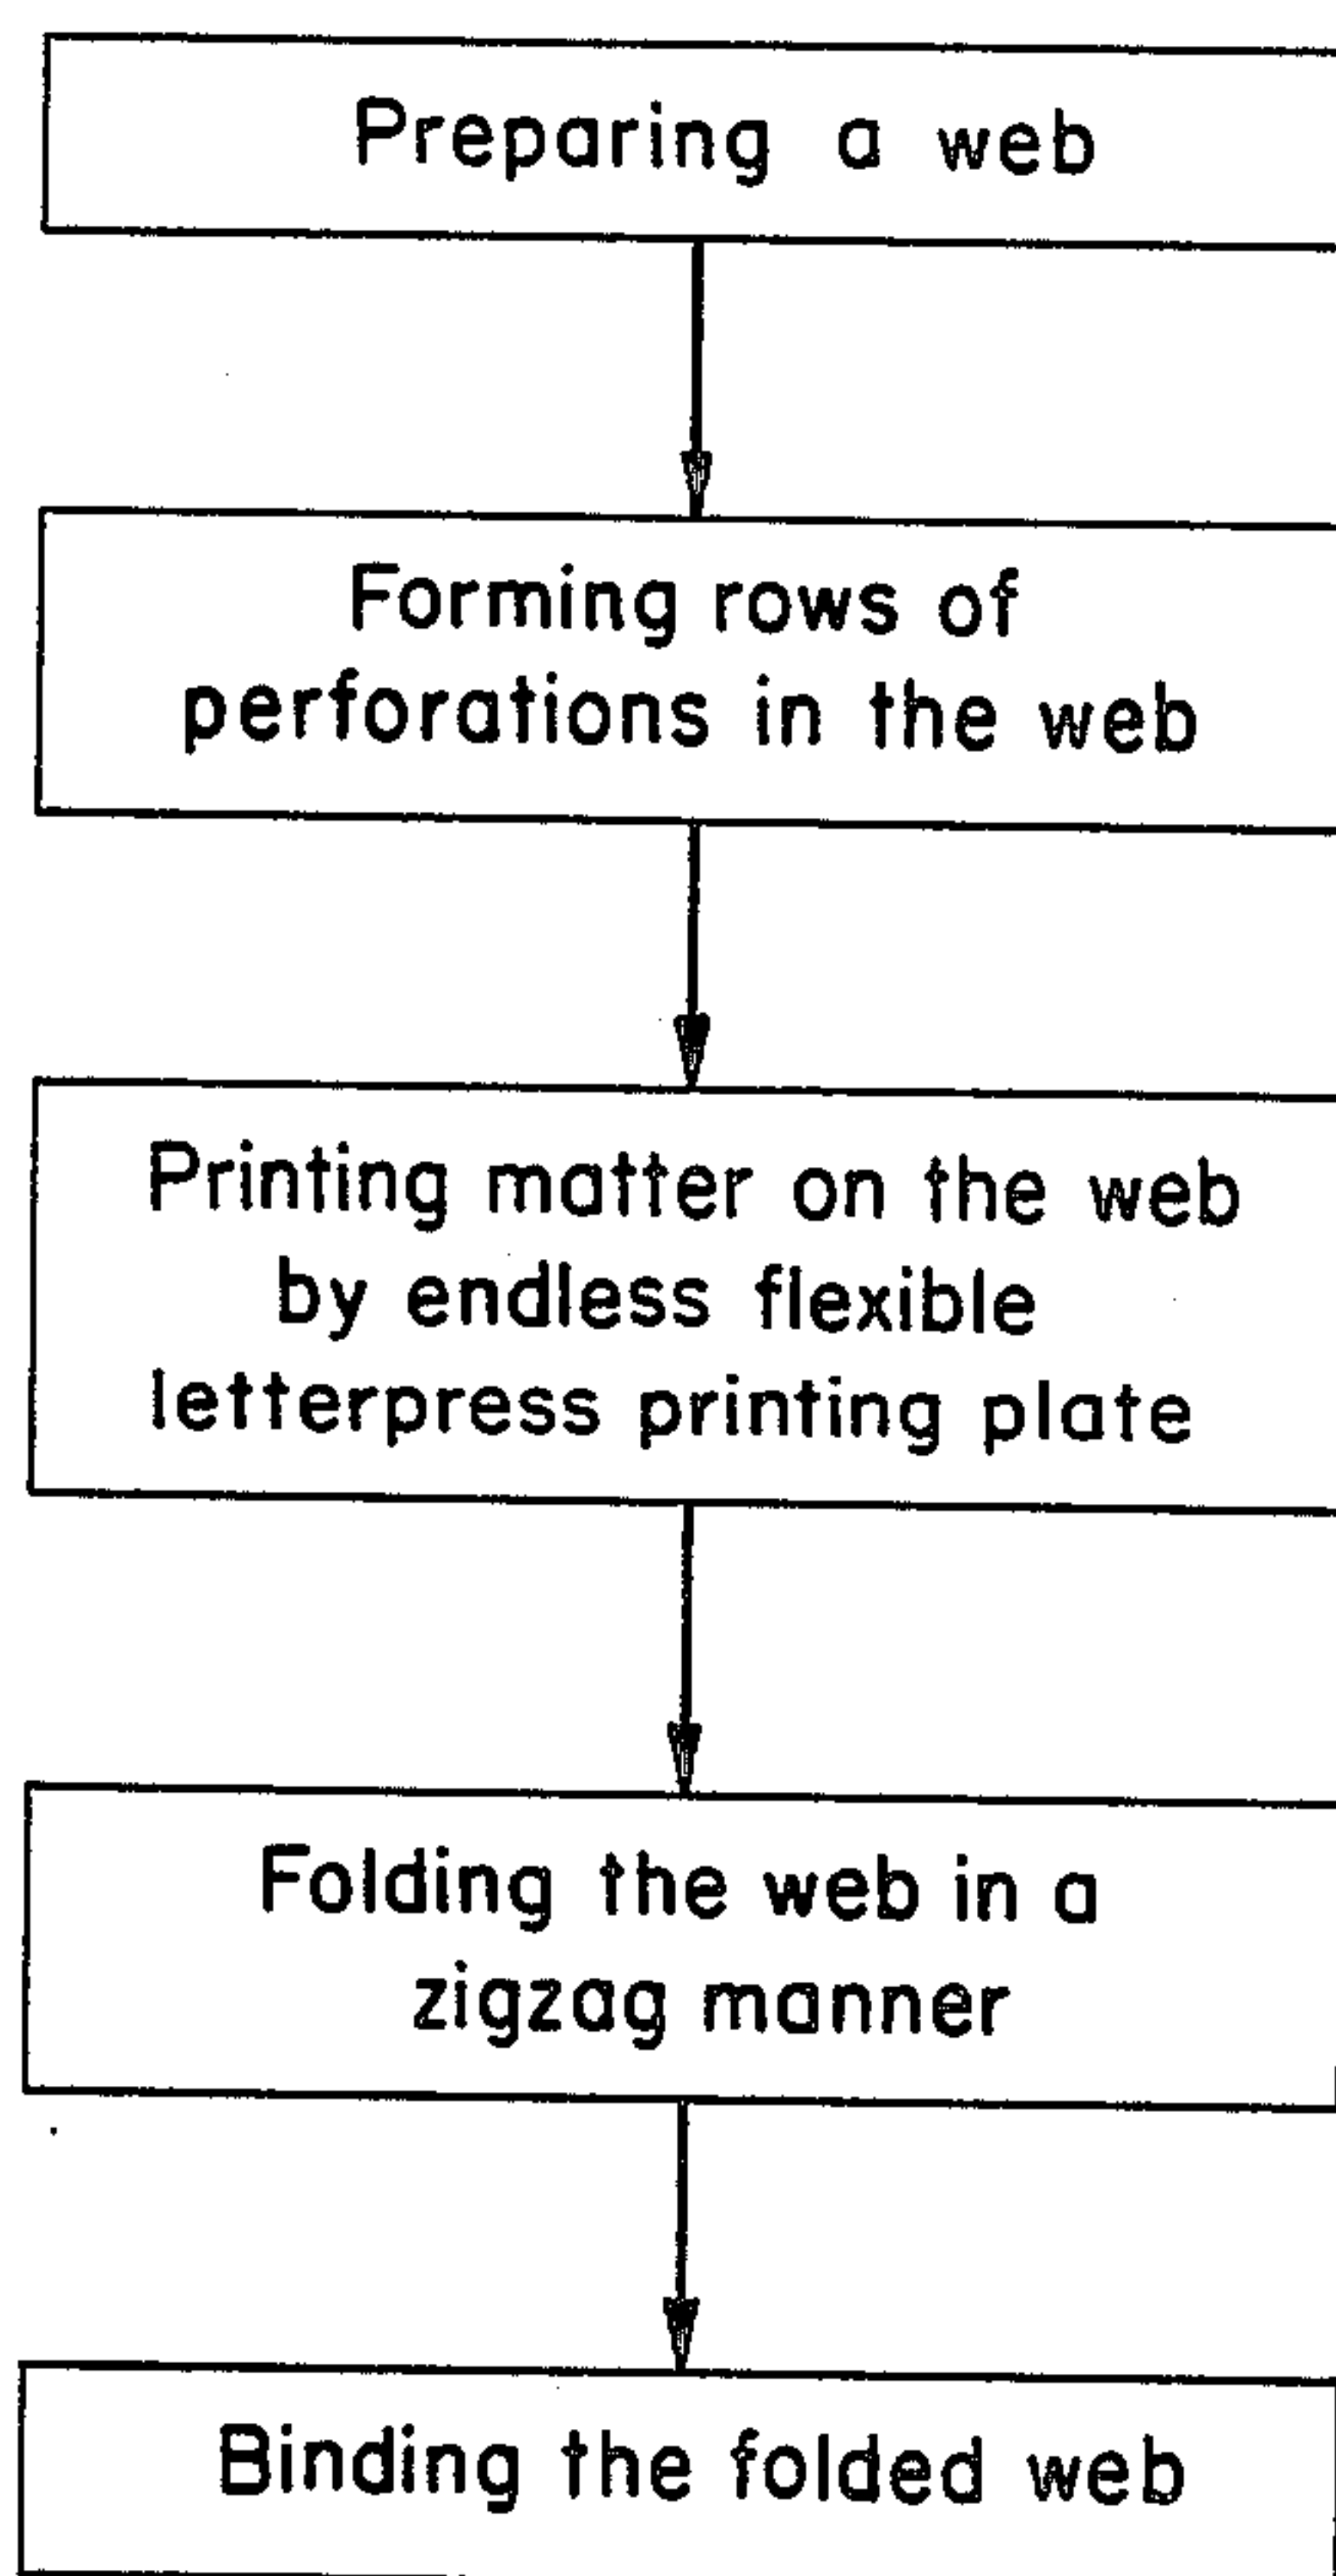 Preparing a web
Forming rows of
perforations in the web
Printing matter on the web
by endless flexible
letterpress printing plate
Folding the web in a
zigzag manner
Binding the folded web